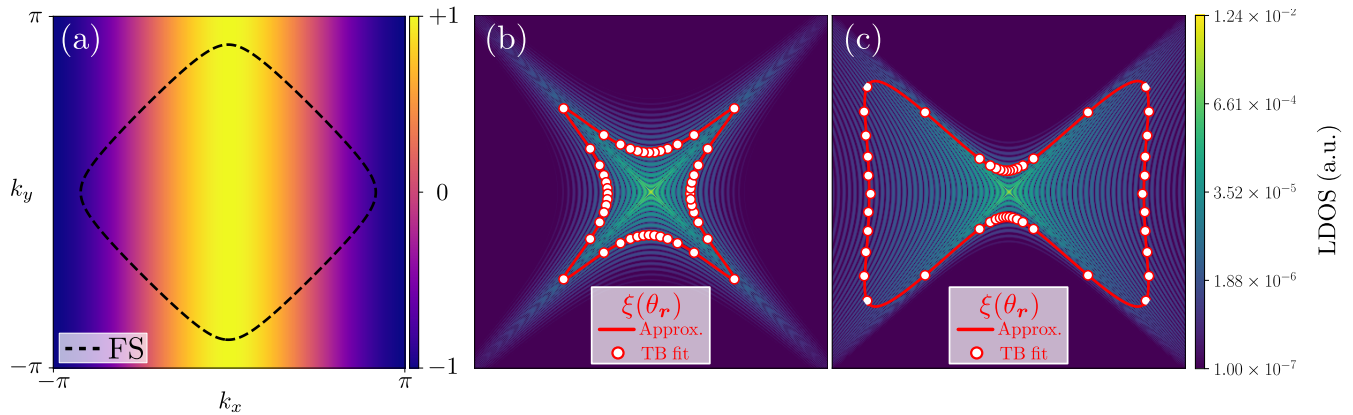 (a)
π
k_y
−π
−π
k_x
π
FS
+1
0
−1
(b)
ξ(θ_r)
Approx.
TB fit
(c)
ξ(θ_r)
Approx.
TB fit
1.24 × 10⁻²
6.61 × 10⁻⁴
3.52 × 10⁻⁵
1.88 × 10⁻⁶
1.00 × 10⁻⁷
LDOS (a.u.)